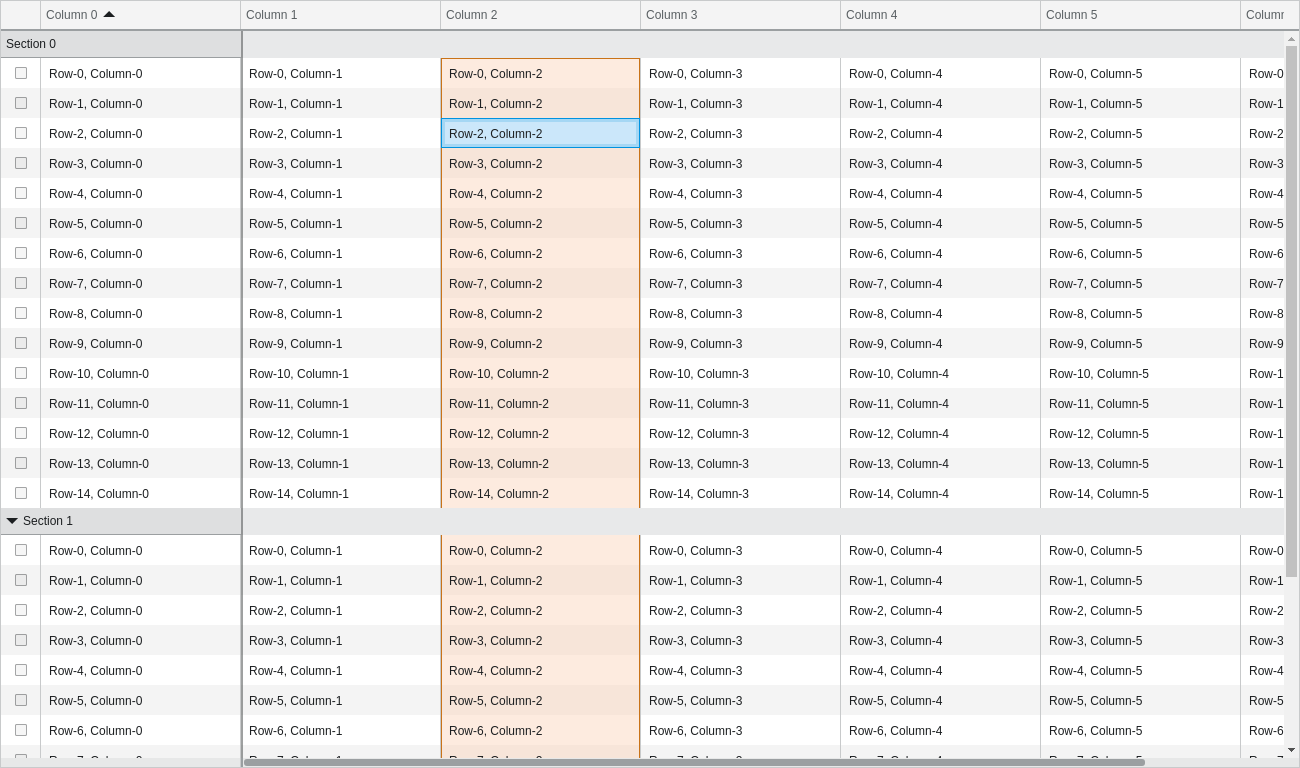 Column 0 Column 1 Column 2 Column 3 Column 4 Column 5 Column
Section 0
Row-0, Column-0 Row-0, Column-1 Row-0, Column-2 Row-0, Column-3 Row-0, Column-4 Row-0, Column-5 Row-0
Row-1, Column-0 Row-1, Column-1 Row-1, Column-2 Row-1, Column-3 Row-1, Column-4 Row-1, Column-5 Row-1
Row-2, Column-0 Row-2, Column-1 Row-2, Column-2 Row-2, Column-3 Row-2, Column-4 Row-2, Column-5 Row-2
Row-3, Column-0 Row-3, Column-1 Row-3, Column-2 Row-3, Column-3 Row-3, Column-4 Row-3, Column-5 Row-3
Row-4, Column-0 Row-4, Column-1 Row-4, Column-2 Row-4, Column-3 Row-4, Column-4 Row-4, Column-5 Row-4
Row-5, Column-0 Row-5, Column-1 Row-5, Column-2 Row-5, Column-3 Row-5, Column-4 Row-5, Column-5 Row-5
Row-6, Column-0 Row-6, Column-1 Row-6, Column-2 Row-6, Column-3 Row-6, Column-4 Row-6, Column-5 Row-6
Row-7, Column-0 Row-7, Column-1 Row-7, Column-2 Row-7, Column-3 Row-7, Column-4 Row-7, Column-5 Row-7
Row-8, Column-0 Row-8, Column-1 Row-8, Column-2 Row-8, Column-3 Row-8, Column-4 Row-8, Column-5 Row-8
Row-9, Column-0 Row-9, Column-1 Row-9, Column-2 Row-9, Column-3 Row-9, Column-4 Row-9, Column-5 Row-9
Row-10, Column-0 Row-10, Column-1 Row-10, Column-2 Row-10, Column-3 Row-10, Column-4 Row-10, Column-5 Row-1
Row-11, Column-0 Row-11, Column-1 Row-11, Column-2 Row-11, Column-3 Row-11, Column-4 Row-11, Column-5 Row-1
Row-12, Column-0 Row-12, Column-1 Row-12, Column-2 Row-12, Column-3 Row-12, Column-4 Row-12, Column-5 Row-1
Row-13, Column-0 Row-13, Column-1 Row-13, Column-2 Row-13, Column-3 Row-13, Column-4 Row-13, Column-5 Row-1
Row-14, Column-0 Row-14, Column-1 Row-14, Column-2 Row-14, Column-3 Row-14, Column-4 Row-14, Column-5 Row-1
Section 1
Row-0, Column-0 Row-0, Column-1 Row-0, Column-2 Row-0, Column-3 Row-0, Column-4 Row-0, Column-5 Row-0
Row-1, Column-0 Row-1, Column-1 Row-1, Column-2 Row-1, Column-3 Row-1, Column-4 Row-1, Column-5 Row-1
Row-2, Column-0 Row-2, Column-1 Row-2, Column-2 Row-2, Column-3 Row-2, Column-4 Row-2, Column-5 Row-2
Row-3, Column-0 Row-3, Column-1 Row-3, Column-2 Row-3, Column-3 Row-3, Column-4 Row-3, Column-5 Row-3
Row-4, Column-0 Row-4, Column-1 Row-4, Column-2 Row-4, Column-3 Row-4, Column-4 Row-4, Column-5 Row-4
Row-5, Column-0 Row-5, Column-1 Row-5, Column-2 Row-5, Column-3 Row-5, Column-4 Row-5, Column-5 Row-5
Row-6, Column-0 Row-6, Column-1 Row-6, Column-2 Row-6, Column-3 Row-6, Column-4 Row-6, Column-5 Row-6